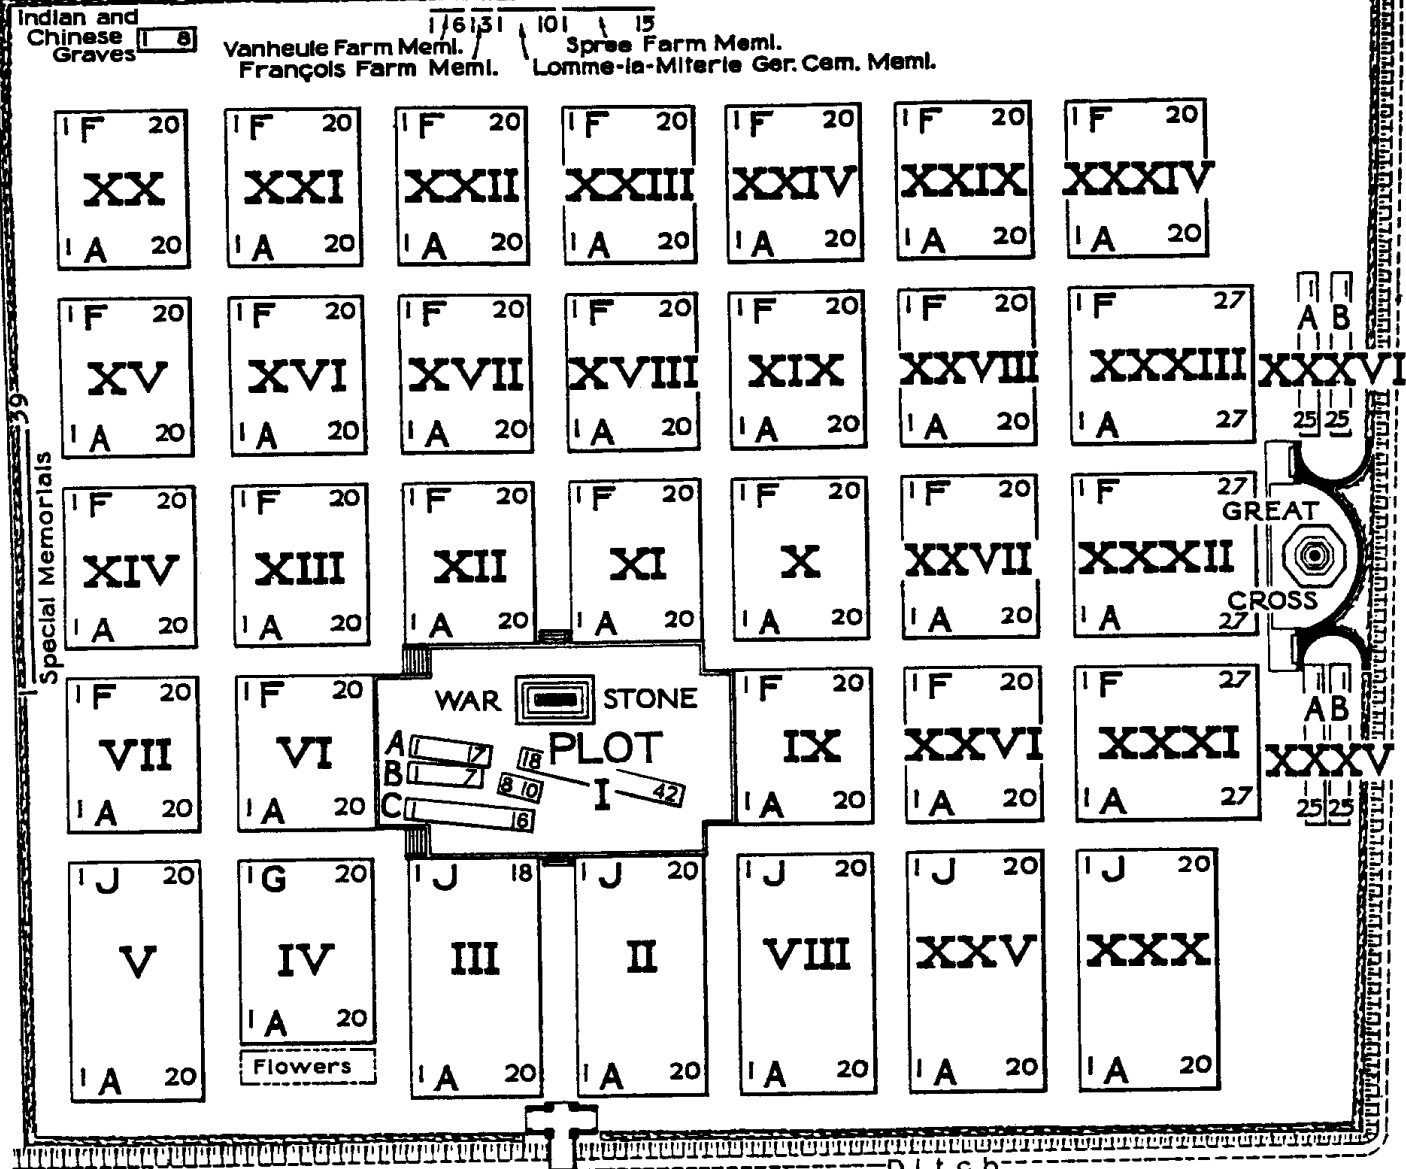 Indian and
Chinese 1 8
Graves
1 6 1 3 1 10 1 15
Vanheule Farm Meml. Spree Farm Meml.
François Farm Meml. Lomme-la-Miterie Ger. Cem. Meml.
1 F 20 1 F 20 1 F 20 1 F 20 1 F 20 1 F 20 1 F 20
XX XXI XXII XXIII XXIV XXIX XXXIV
1 A 20 1 A 20 1 A 20 1 A 20 1 A 20 1 A 20 1 A 20
1 F 20 1 F 20 1 F 20 1 F 20 1 F 20 1 F 20 1 F 27 1 1
A B
XV XVI XVII XVIII XIX XXVIII XXXIII XXXVI
1 A 20 1 A 20 1 A 20 1 A 20 1 A 20 1 A 20 1 A 27 25 25
Special Memorials 1 39
1 F 20 1 F 20 1 F 20 1 F 20 1 F 20 1 F 20 1 F 27
GREAT
XIV XIII XII XI X XXVII XXXII
CROSS
1 A 20 1 A 20 1 A 20 1 A 20 1 A 20 1 A 20 1 A 27
1 F 20 1 F 20 WAR STONE 1 F 20 1 F 20 1 F 27 1 1
A B
VII VI PLOT I IX XXVI XXXI XXXV
A 1 7 18 42
B 1 7 8 10
C 1 16
1 A 20 1 A 20 1 A 20 1 A 20 1 A 27 25 25
1 J 20 1 G 20 1 J 18 1 J 20 1 J 20 1 J 20 1 J 20
V IV III II VIII XXV XXX
1 A 20
Flowers
1 A 20 1 A 20 1 A 20 1 A 20 1 A 20 1 A 20
Ditch